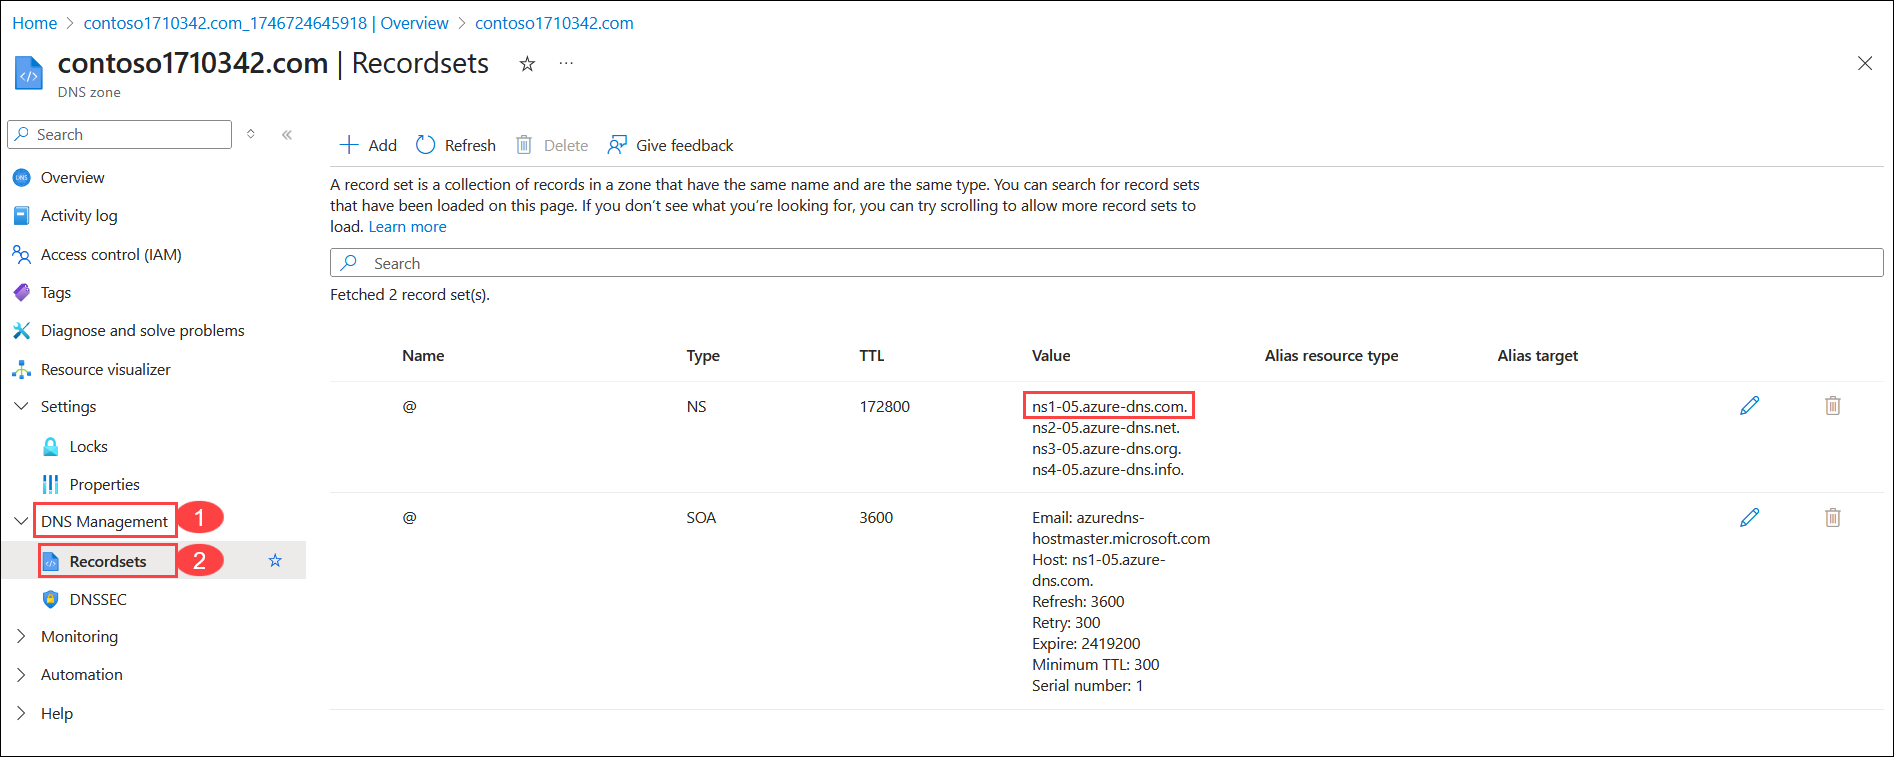 Home > contoso1710342.com_1746724645918 | Overview > contoso1710342.com
contoso1710342.com | Recordsets ☆ ···
DNS zone
Search
Overview
Activity log
Access control (IAM)
Tags
Diagnose and solve problems
Resource visualizer
Settings
Locks
Properties
DNS Management 1
Recordsets 2
DNSSEC
Monitoring
Automation
Help
Add Refresh Delete Give feedback
A record set is a collection of records in a zone that have the same name and are the same type. You can search for record sets
that have been loaded on this page. If you don't see what you're looking for, you can try scrolling to allow more record sets to
load. Learn more
Search
Fetched 2 record set(s).
Name Type TTL Value Alias resource type Alias target
@ NS 172800 ns1-05.azure-dns.com.
ns2-05.azure-dns.net.
ns3-05.azure-dns.org.
ns4-05.azure-dns.info.
@ SOA 3600 Email: azuredns-
hostmaster.microsoft.com
Host: ns1-05.azure-
dns.com.
Refresh: 3600
Retry: 300
Expire: 2419200
Minimum TTL: 300
Serial number: 1